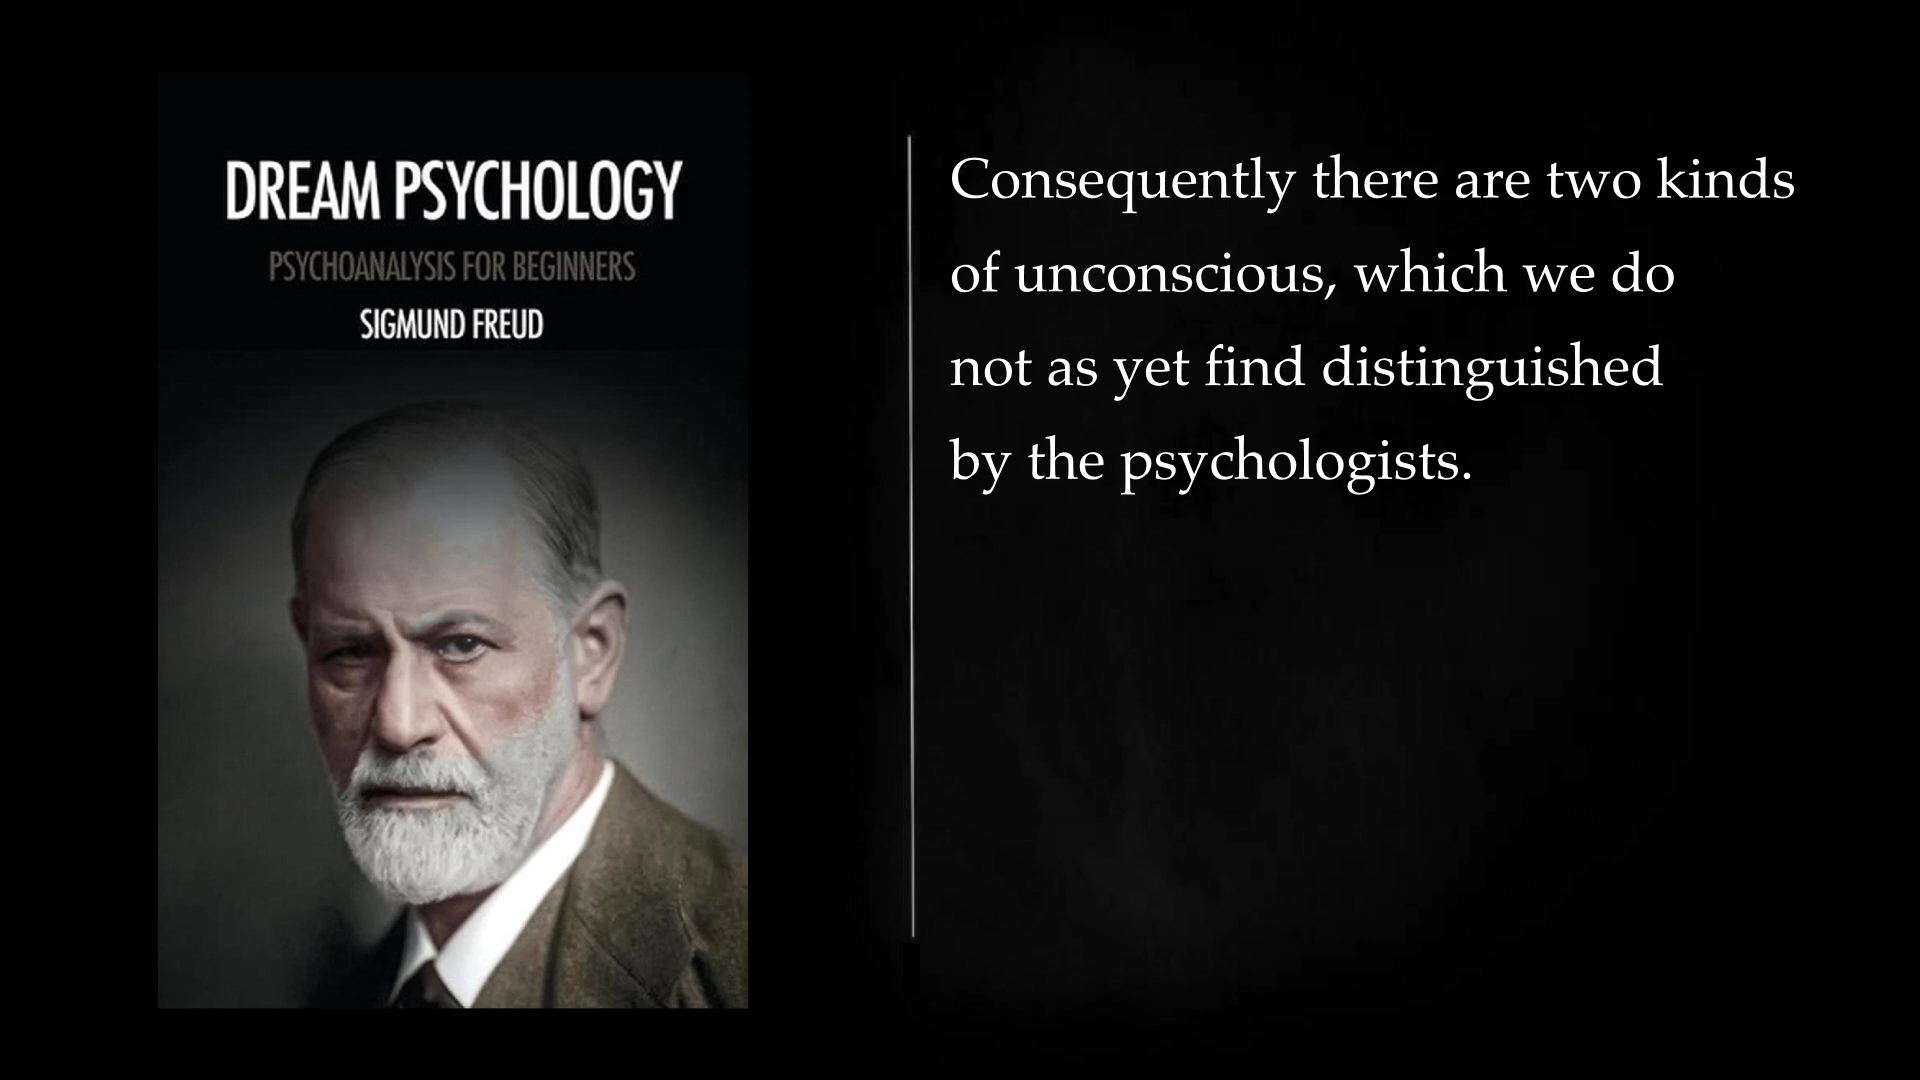 DREAM PSYCHOLOGY
PSYCHOANALYSIS FOR BEGINNERS
SIGMUND FREUD
Consequently there are two kinds
of unconscious, which we do
not as yet find distinguished
by the psychologists.